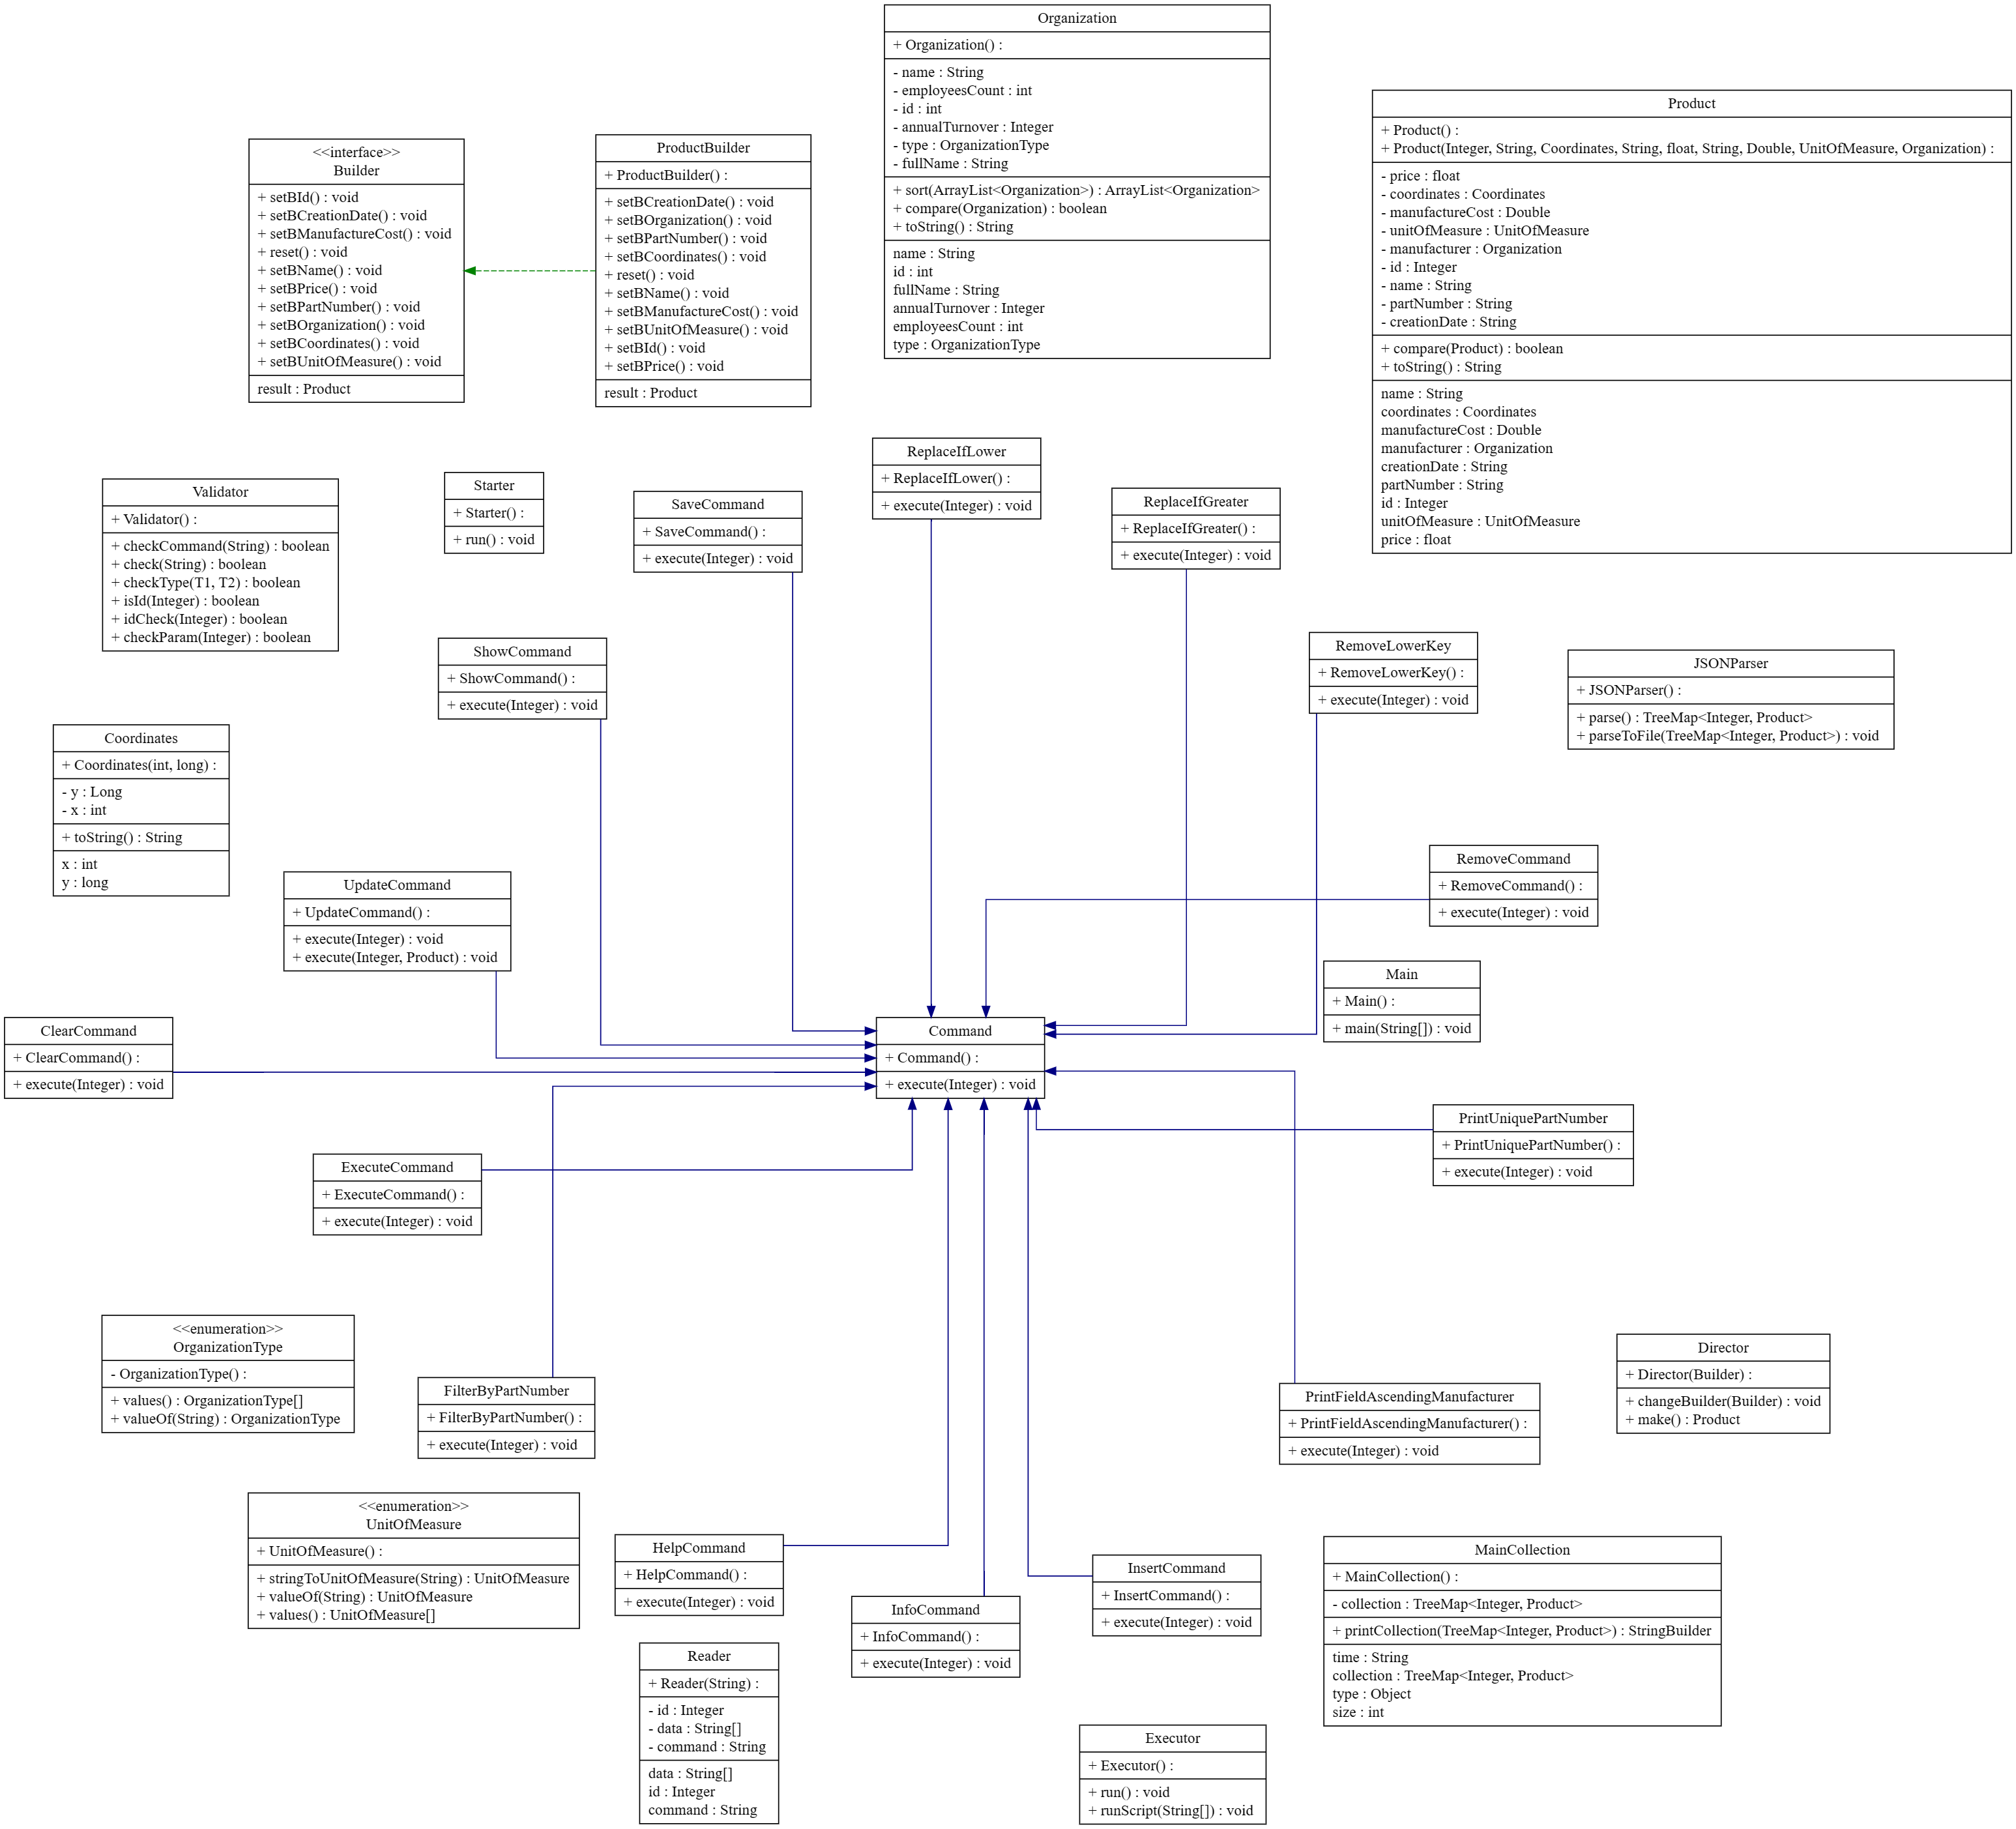 Organization
+ Organization() :
- name : String
- employeesCount : int
- id : int
- annualTurnover : Integer
- type : OrganizationType
- fullName : String
+ sort(ArrayList<Organization>) : ArrayList<Organization>
+ compare(Organization) : boolean
+ toString() : String
name : String
id : int
fullName : String
annualTurnover : Integer
employeesCount : int
type : OrganizationType
Product
+ Product() :
+ Product(Integer, String, Coordinates, String, float, String, Double, UnitOfMeasure, Organization) :
- price : float
- coordinates : Coordinates
- manufactureCost : Double
- unitOfMeasure : UnitOfMeasure
- manufacturer : Organization
- id : Integer
- name : String
- partNumber : String
- creationDate : String
+ compare(Product) : boolean
+ toString() : String
name : String
coordinates : Coordinates
manufactureCost : Double
manufacturer : Organization
creationDate : String
partNumber : String
id : Integer
unitOfMeasure : UnitOfMeasure
price : float
<<interface>>
Builder
+ setBId() : void
+ setBCreationDate() : void
+ setBManufactureCost() : void
+ reset() : void
+ setBName() : void
+ setBPrice() : void
+ setBPartNumber() : void
+ setBOrganization() : void
+ setBCoordinates() : void
+ setBUnitOfMeasure() : void
result : Product
ProductBuilder
+ ProductBuilder() :
+ setBCreationDate() : void
+ setBOrganization() : void
+ setBPartNumber() : void
+ setBCoordinates() : void
+ reset() : void
+ setBName() : void
+ setBManufactureCost() : void
+ setBUnitOfMeasure() : void
+ setBId() : void
+ setBPrice() : void
result : Product
Validator
+ Validator() :
+ checkCommand(String) : boolean
+ check(String) : boolean
+ checkType(T1, T2) : boolean
+ isId(Integer) : boolean
+ idCheck(Integer) : boolean
+ checkParam(Integer) : boolean
Starter
+ Starter() :
+ run() : void
SaveCommand
+ SaveCommand() :
+ execute(Integer) : void
ReplaceIfLower
+ ReplaceIfLower() :
+ execute(Integer) : void
ReplaceIfGreater
+ ReplaceIfGreater() :
+ execute(Integer) : void
ShowCommand
+ ShowCommand() :
+ execute(Integer) : void
RemoveLowerKey
+ RemoveLowerKey() :
+ execute(Integer) : void
JSONParser
+ JSONParser() :
+ parse() : TreeMap<Integer, Product>
+ parseToFile(TreeMap<Integer, Product>) : void
Coordinates
+ Coordinates(int, long) :
- y : Long
- x : int
+ toString() : String
x : int
y : long
UpdateCommand
+ UpdateCommand() :
+ execute(Integer) : void
+ execute(Integer, Product) : void
RemoveCommand
+ RemoveCommand() :
+ execute(Integer) : void
Main
+ Main() :
+ main(String[]) : void
ClearCommand
+ ClearCommand() :
+ execute(Integer) : void
Command
+ Command() :
+ execute(Integer) : void
PrintUniquePartNumber
+ PrintUniquePartNumber() :
+ execute(Integer) : void
ExecuteCommand
+ ExecuteCommand() :
+ execute(Integer) : void
<<enumeration>>
OrganizationType
- OrganizationType() :
+ values() : OrganizationType[]
+ valueOf(String) : OrganizationType
FilterByPartNumber
+ FilterByPartNumber() :
+ execute(Integer) : void
PrintFieldAscendingManufacturer
+ PrintFieldAscendingManufacturer() :
+ execute(Integer) : void
Director
+ Director(Builder) :
+ changeBuilder(Builder) : void
+ make() : Product
<<enumeration>>
UnitOfMeasure
+ UnitOfMeasure() :
+ stringToUnitOfMeasure(String) : UnitOfMeasure
+ valueOf(String) : UnitOfMeasure
+ values() : UnitOfMeasure[]
HelpCommand
+ HelpCommand() :
+ execute(Integer) : void
InfoCommand
+ InfoCommand() :
+ execute(Integer) : void
InsertCommand
+ InsertCommand() :
+ execute(Integer) : void
MainCollection
+ MainCollection() :
- collection : TreeMap<Integer, Product>
+ printCollection(TreeMap<Integer, Product>) : StringBuilder
time : String
collection : TreeMap<Integer, Product>
type : Object
size : int
Reader
+ Reader(String) :
- id : Integer
- data : String[]
- command : String
data : String[]
id : Integer
command : String
Executor
+ Executor() :
+ run() : void
+ runScript(String[]) : void